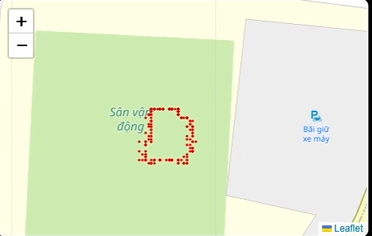 +
−
Sân vận
động
Bãi giữ
xe máy
Leaflet